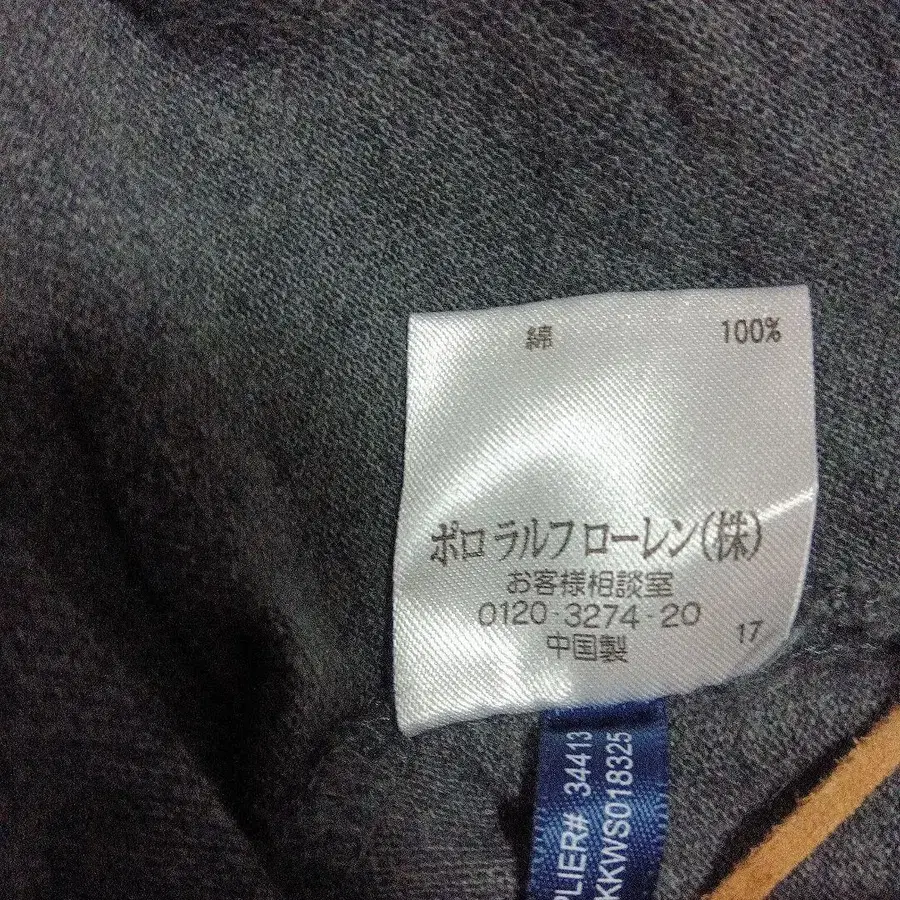 綿 100%
ポロ ラルフ ローレン(株)
お客様相談室
0120-3274-20
中国製
17
PLIER# 34413
KKWS018325